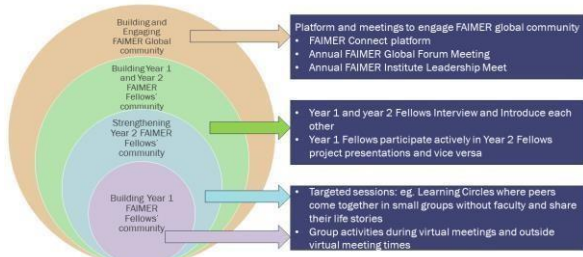 Building and
Engaging
FAIMER Global
community
Building Year 1
and Year 2
FAIMER
Fellows'
community
Strengthening
Year 2 FAIMER
Fellows'
community
Building Year 1
FAIMER
Fellows'
community
Platform and meetings to engage FAIMER global community
• FAIMER Connect platform
• Annual FAIMER Global Forum Meeting
• Annual FAIMER Institute Leadership Meet
• Year 1 and year 2 Fellows Interview and Introduce each
other
• Year 1 Fellows participate actively in Year 2 Fellows
project presentations and vice versa
• Targeted sessions: eg. Learning Circles where peers
come together in small groups without faculty and share
their life stories
• Group activities during virtual meetings and outside
virtual meeting times